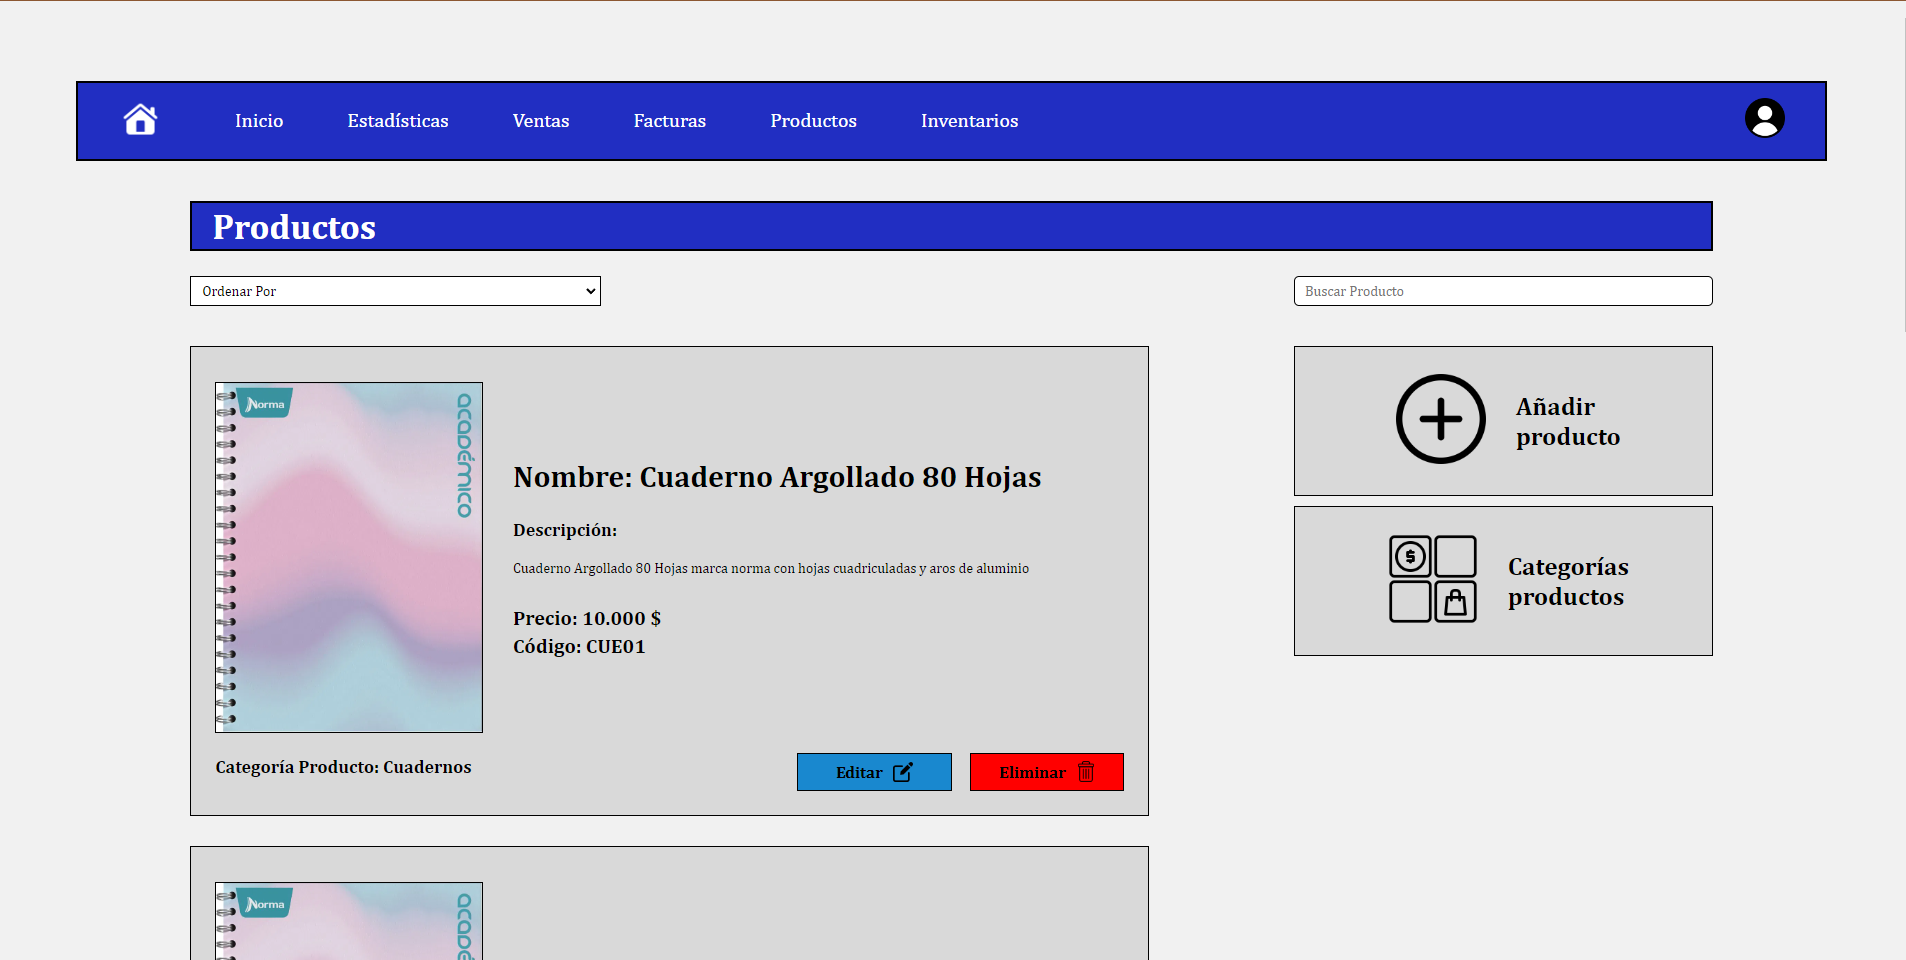 Inicio
Estadísticas
Ventas
Facturas
Productos
Inventarios
Productos
Ordenar Por
Buscar Producto
Norma
académico
Nombre: Cuaderno Argollado 80 Hojas
Descripción:
Cuaderno Argollado 80 Hojas marca norma con hojas cuadriculadas y aros de aluminio
Precio: 10.000 $
Código: CUE01
Categoría Producto: Cuadernos
Editar
Eliminar
Añadir
producto
$
Categorías
productos
Norma
acadé